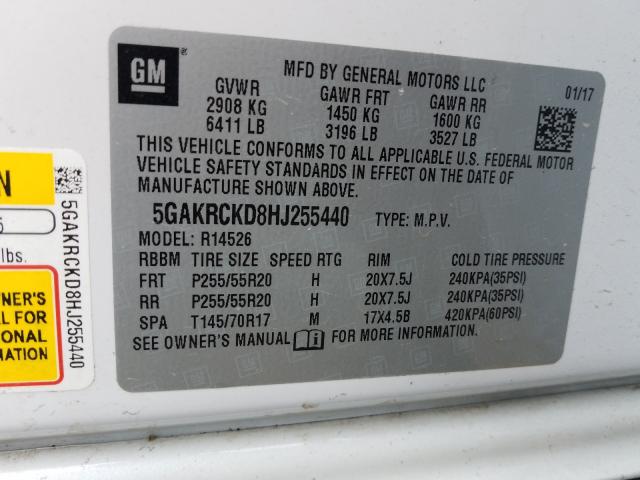 GM
MFD BY GENERAL MOTORS LLC
01/17
GVWR GAWR FRT GAWR RR
2908 KG 1450 KG 1600 KG
6411 LB 3196 LB 3527 LB
THIS VEHICLE CONFORMS TO ALL APPLICABLE U.S. FEDERAL MOTOR
VEHICLE SAFETY STANDARDS IN EFFECT ON THE DATE OF
MANUFACTURE SHOWN ABOVE.
5GAKRCKD8HJ255440 TYPE: M.P.V.
MODEL: R14526
RBBM TIRE SIZE SPEED RTG RIM COLD TIRE PRESSURE
FRT P255/55R20 H 20X7.5J 240KPA(35PSI)
RR P255/55R20 H 20X7.5J 240KPA(35PSI)
SPA T145/70R17 M 17X4.5B 420KPA(60PSI)
SEE OWNER'S MANUAL FOR MORE INFORMATION.
N
lbs.
OWNER'S
FOR
5GAKRCKD8HJ255440